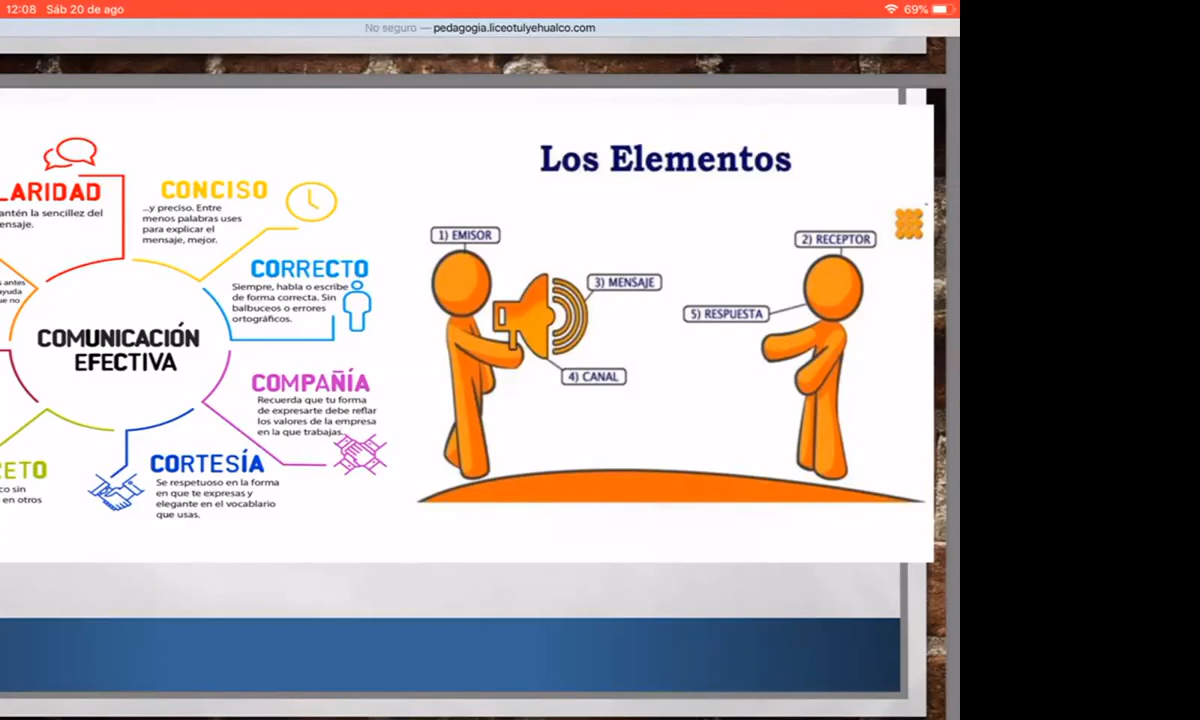 12:08 Sáb 20 de ago
69%
No seguro — pedagogia.liceotulyehualco.com
LARIDAD
antén la sencillez del
ensaje.
CONCISO
...y preciso. Entre
menos palabras uses
para explicar el
mensaje, mejor.
CORRECTO
Siempre, habla o escribe
de forma correcta. Sin
balbuceos o errores
ortográficos.
s antes
ayuda
ue no
COMUNICACIÓN
EFECTIVA
COMPAÑÍA
Recuerda que tu forma
de expresarte debe reflar
los valores de la empresa
en la que trabajas.
CORTESÍA
Se respetuoso en la forma
en que te expresas y
elegante en el vocablario
que usas.
ETO
co sin
en otros
Los Elementos
1) EMISOR
2) RECEPTOR
3) MENSAJE
5) RESPUESTA
4) CANAL